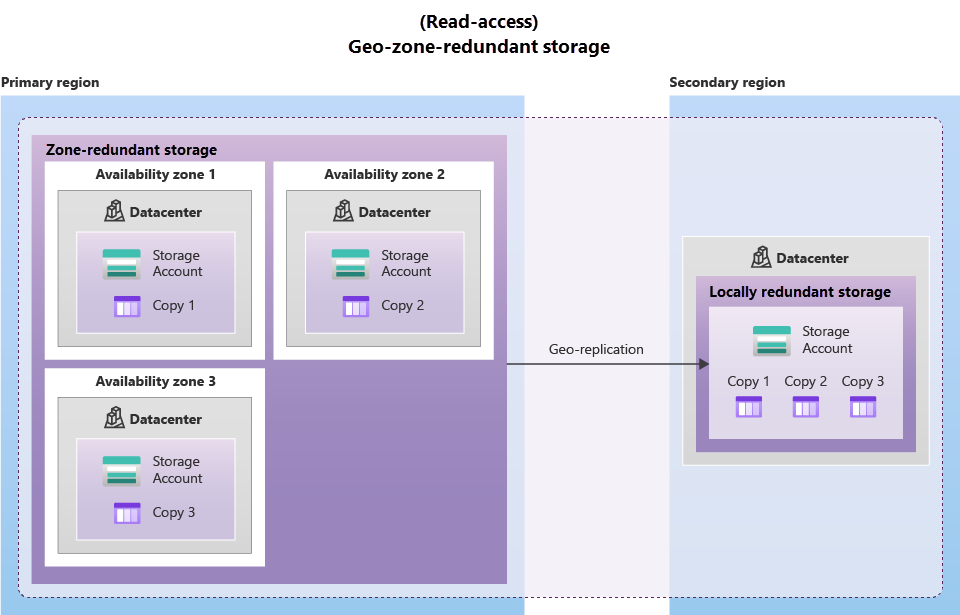 (Read-access)
Geo-zone-redundant storage
Primary region
Secondary region
Zone-redundant storage
Availability zone 1
Datacenter
Storage
Account
Copy 1
Availability zone 2
Datacenter
Storage
Account
Copy 2
Availability zone 3
Datacenter
Storage
Account
Copy 3
Geo-replication
Datacenter
Locally redundant storage
Storage
Account
Copy 1 Copy 2 Copy 3